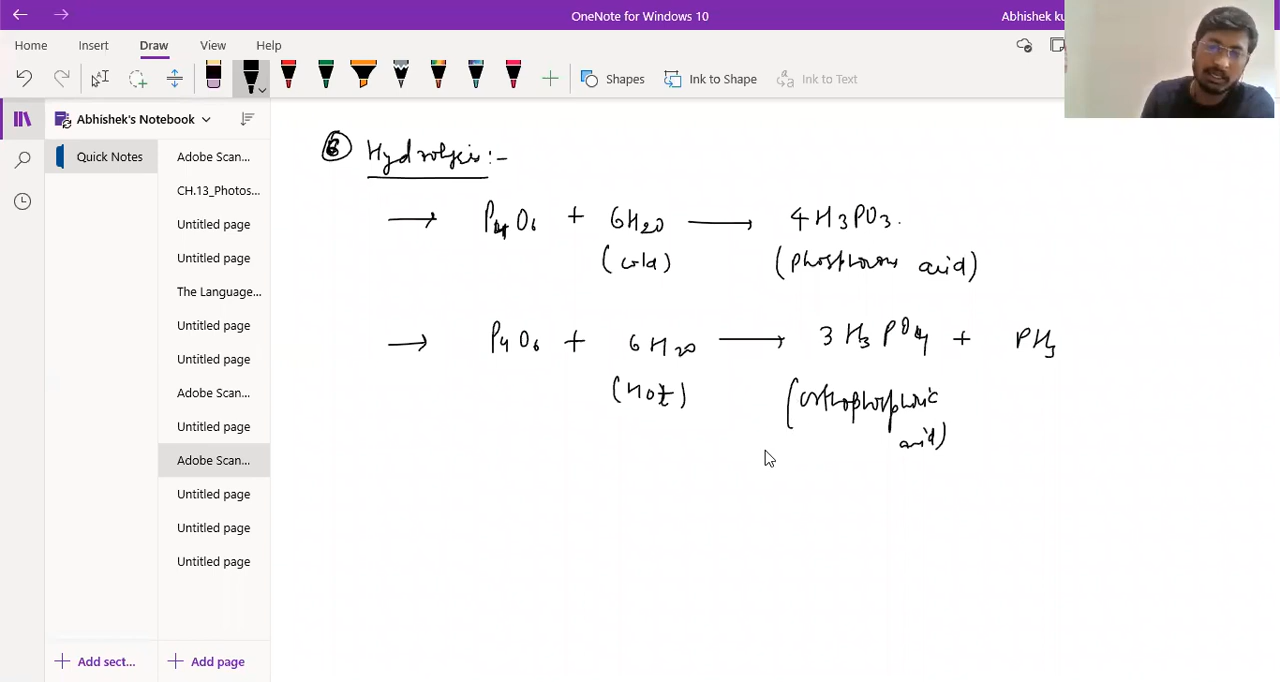 OneNote for Windows 10
Abhishek ku
Home Insert Draw View Help
Shapes Ink to Shape Ink to Text
Abhishek's Notebook
Quick Notes
Adobe Scan...
CH.13_Photos...
Untitled page
Untitled page
The Language...
Untitled page
Untitled page
Adobe Scan...
Untitled page
Adobe Scan...
Untitled page
Untitled page
Untitled page
Add sect...
Add page
Hydrolysis :-
→ P4O6 + 6H2O → 4H3PO3.
(cold) (phosphorous acid)
→ P4O6 + 6H2O → 3H3PO4 + PH3
(Hot) (orthophosphoric
acid)